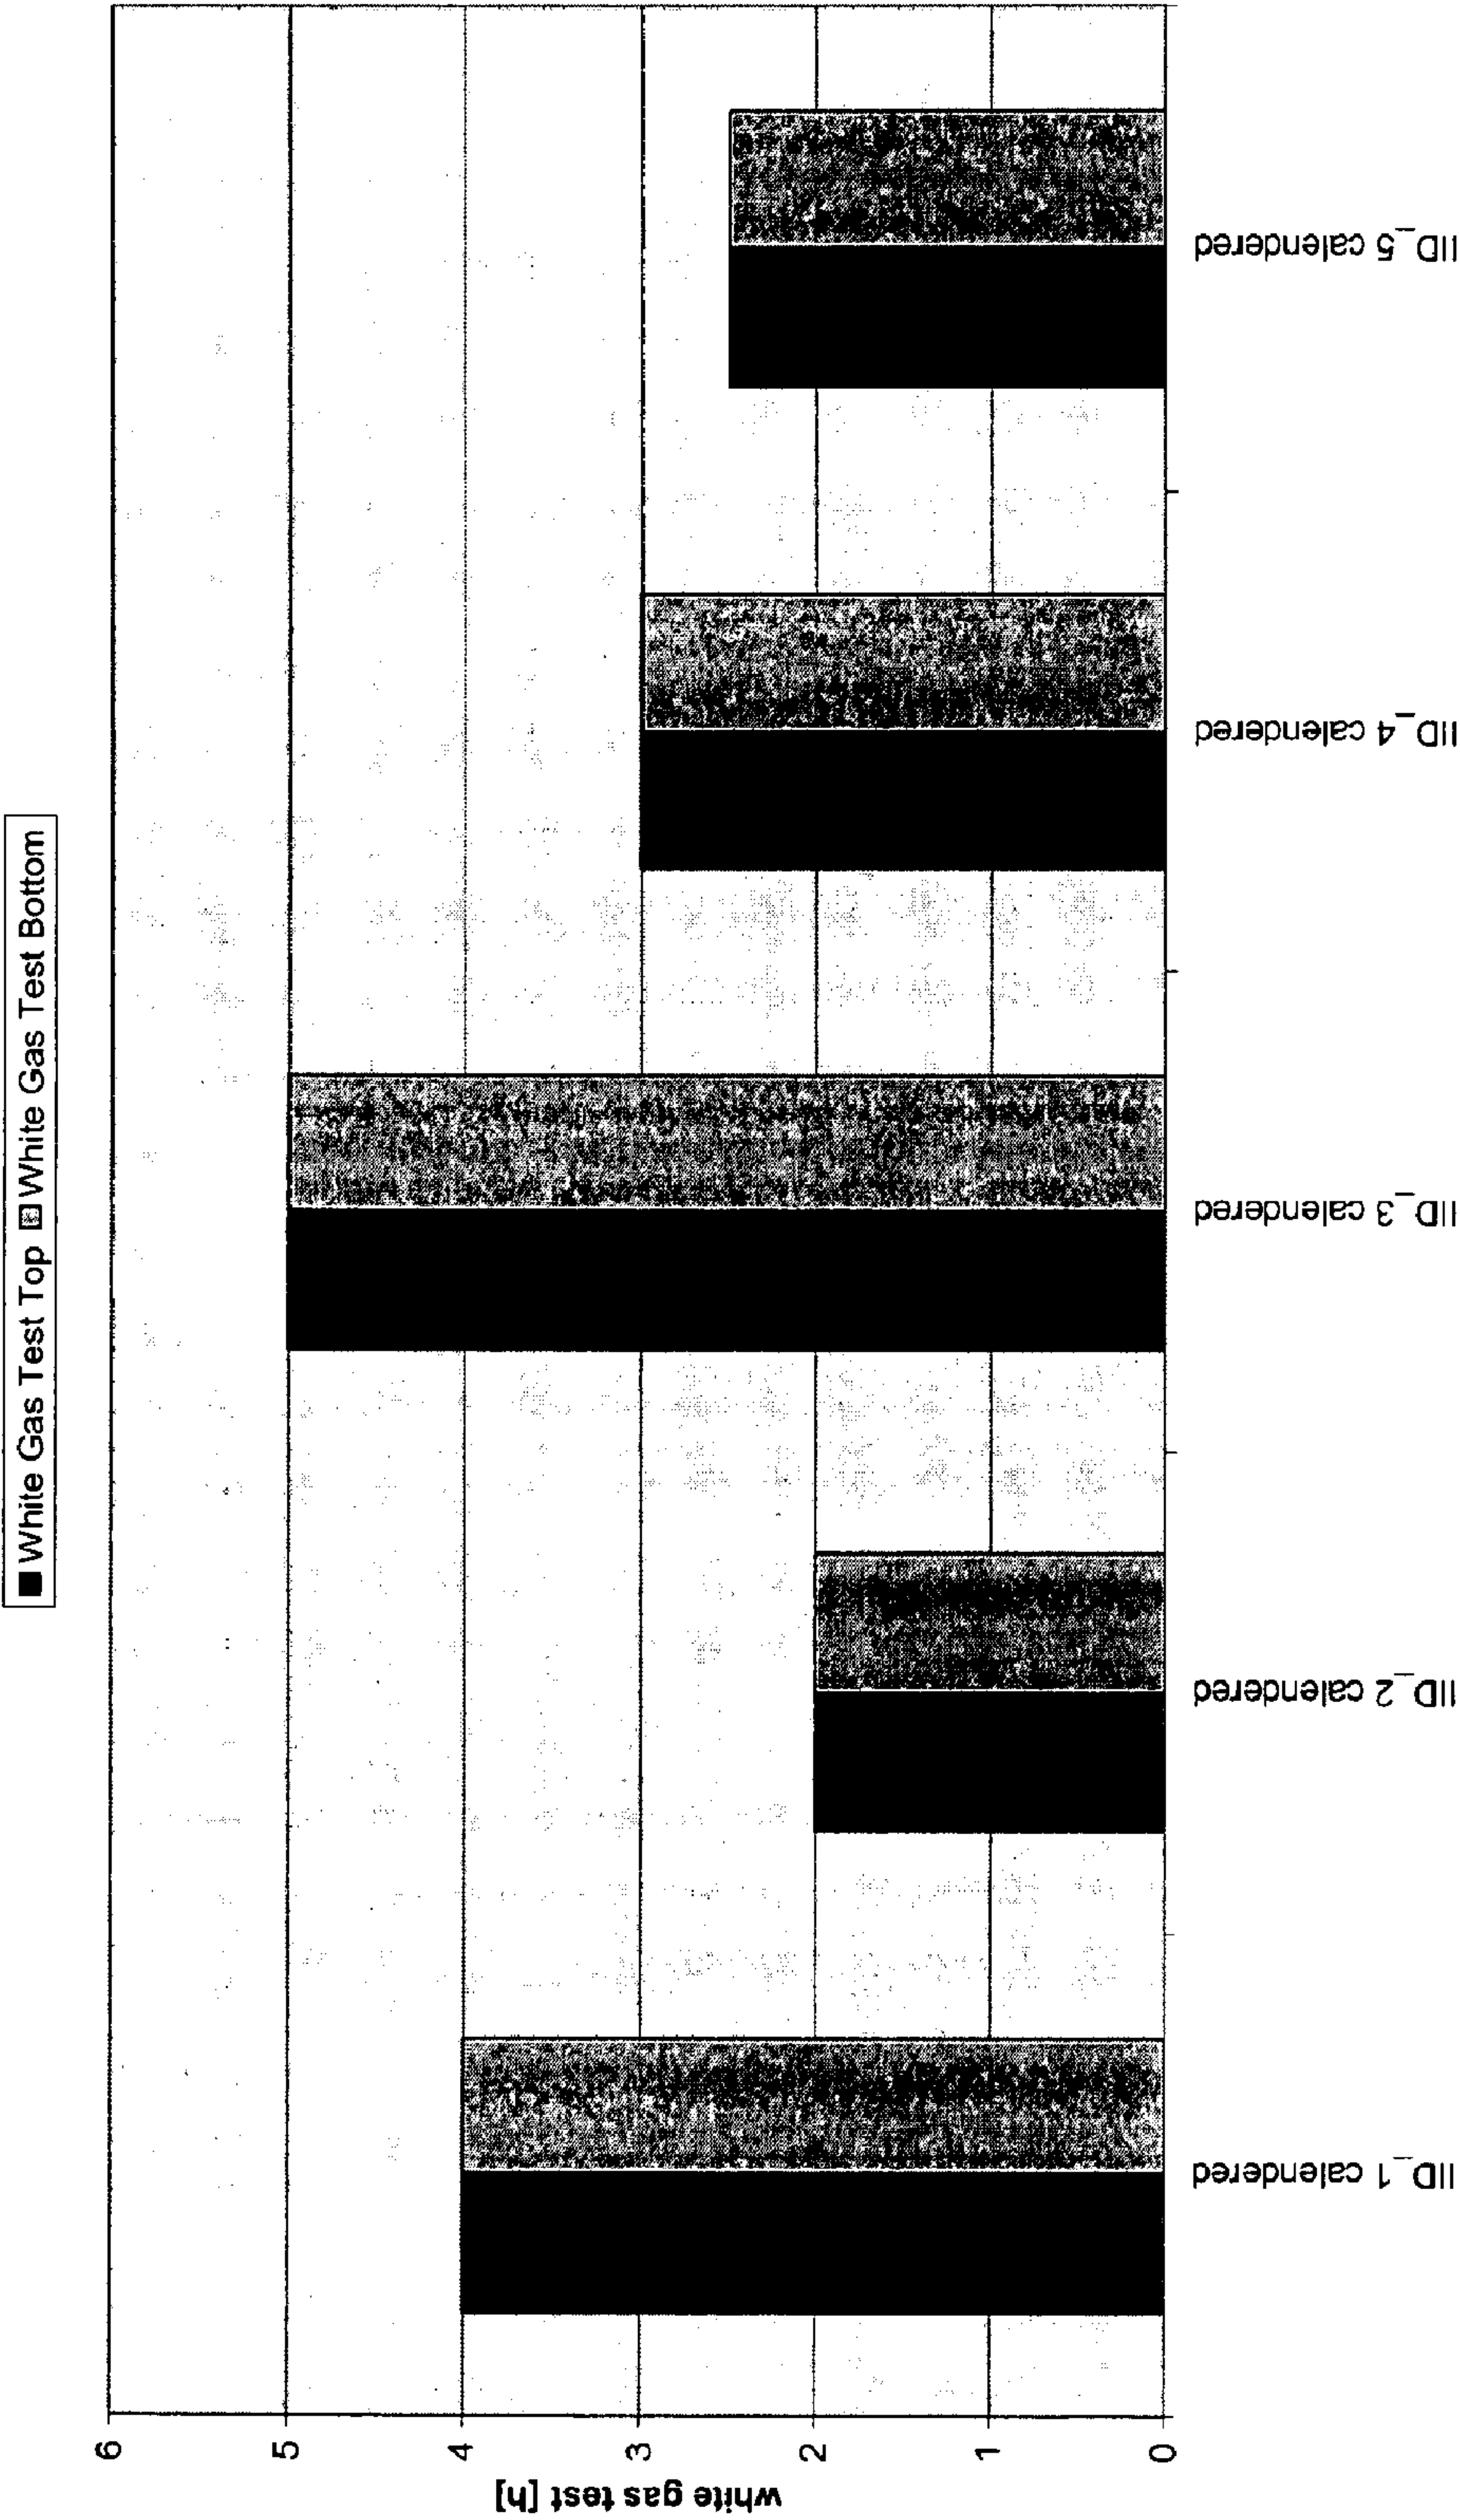 ■ White Gas Test Top ▨ White Gas Test Bottom
6
5
4
3
2
1
0
white gas test [h]
IID_1 calendered
IID_2 calendered
IID_3 calendered
IID_4 calendered
IID_5 calendered